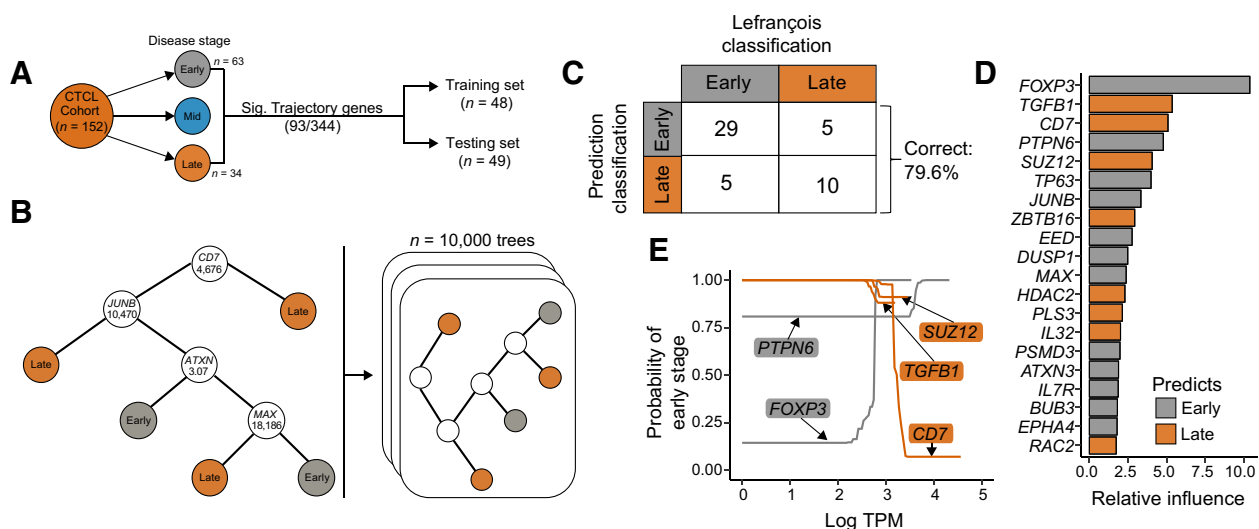 A
Disease stage
CTCL
Cohort
(n = 152)
Early
n = 63
Mid
Late
n = 34
Sig. Trajectory genes
(93/344)
Training set
(n = 48)
Testing set
(n = 49)
B
CD7
4,676
JUNB
10,470
Late
Late
ATXN
3.07
Early
MAX
18,186
Late
Early
n = 10,000 trees
C
Lefrançois
classification
Early
Late
Prediction
classification
Early
29
5
Late
5
10
Correct:
79.6%
D
FOXP3
TGFB1
CD7
PTPN6
SUZ12
TP63
JUNB
ZBTB16
EED
DUSP1
MAX
HDAC2
PLS3
IL32
PSMD3
ATXN3
IL7R
BUB3
EPHA4
RAC2
Predicts
Early
Late
0.0
2.5
5.0
7.5
10.0
Relative influence
E
Probability of
early stage
1.00
0.75
0.50
0.25
0.00
PTPN6
FOXP3
SUZ12
TGFB1
CD7
0
1
2
3
4
5
Log TPM